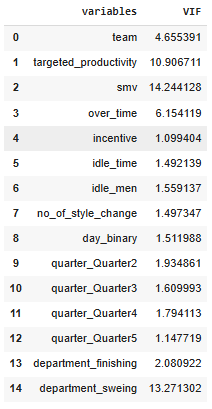 variables VIF
0 team 4.655391
1 targeted_productivity 10.906711
2 smv 14.244128
3 over_time 6.154119
4 incentive 1.099404
5 idle_time 1.492139
6 idle_men 1.559137
7 no_of_style_change 1.497347
8 day_binary 1.511988
9 quarter_Quarter2 1.934861
10 quarter_Quarter3 1.609993
11 quarter_Quarter4 1.794113
12 quarter_Quarter5 1.147719
13 department_finishing 2.080922
14 department_sweing 13.271302